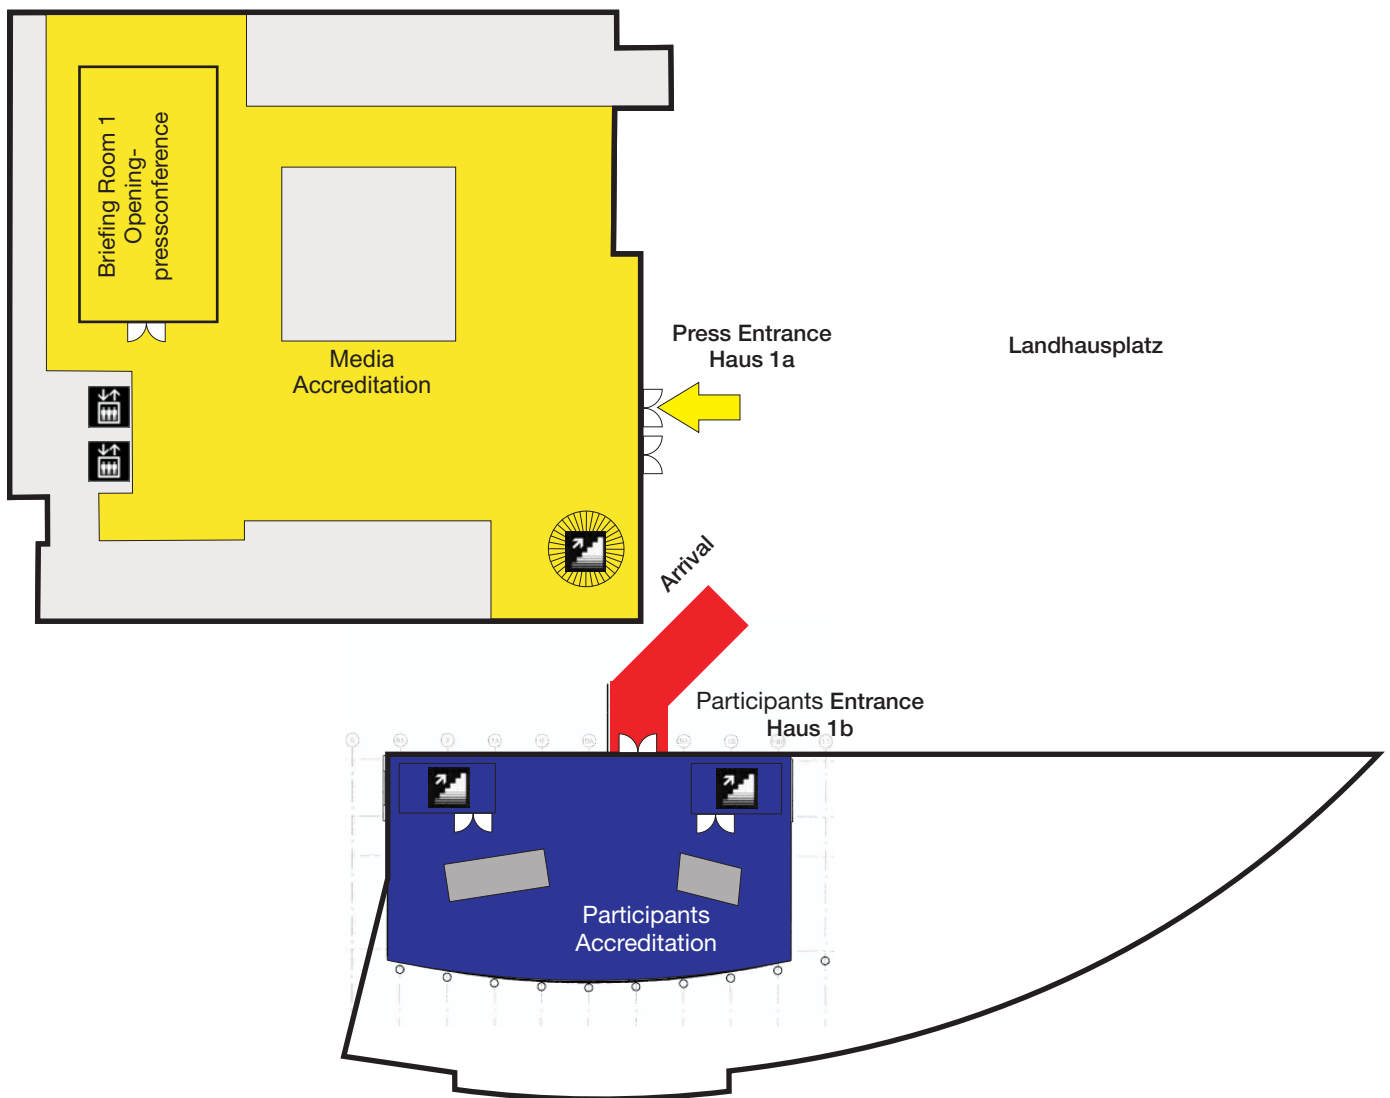 Briefing Room 1
Opening-
pressconference
Media
Accreditation
Press Entrance
Haus 1a
Landhausplatz
Arrival
Participants Entrance
Haus 1b
Participants
Accreditation